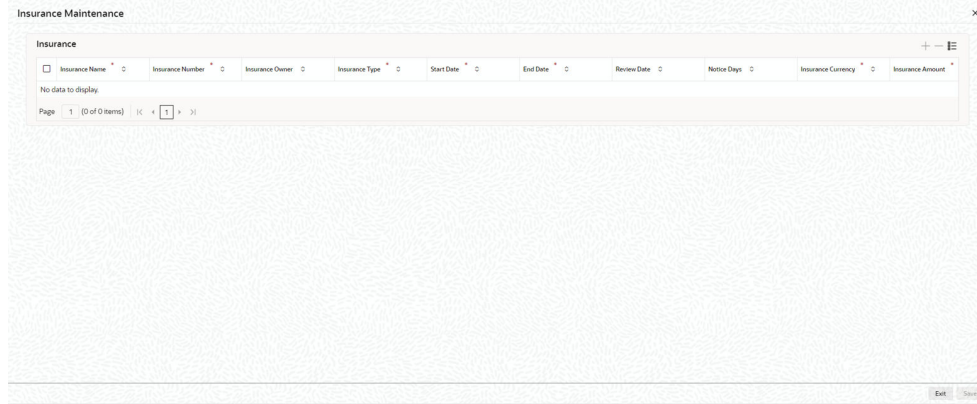 Insurance Maintenance
Insurance
Insurance Name * Insurance Number * Insurance Owner Insurance Type * Start Date * End Date * Review Date Notice Days Insurance Currency * Insurance Amount *
No data to display.
Page 1 (0 of 0 items) 1
Exit Save